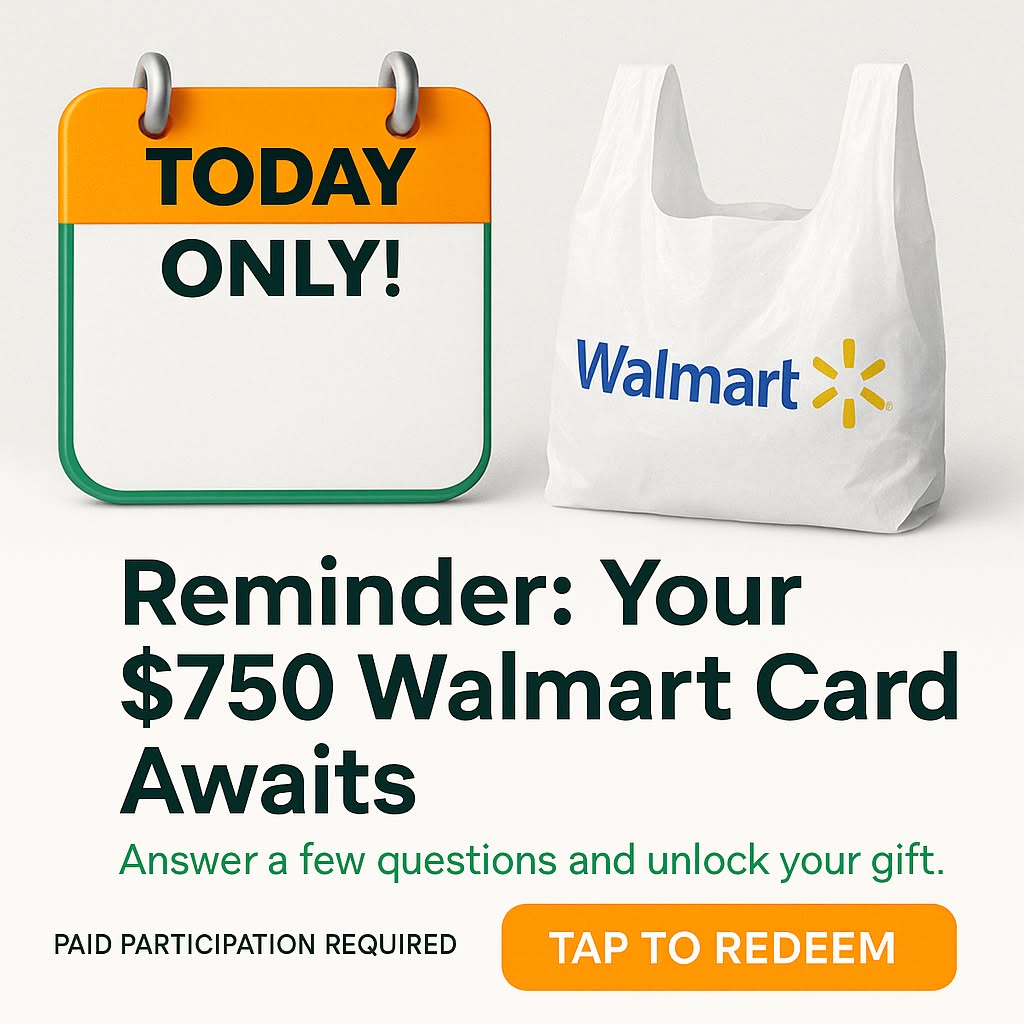 TODAY
ONLY!
Walmart
Reminder: Your
$750 Walmart Card
Awaits
Answer a few questions and unlock your gift.
PAID PARTICIPATION REQUIRED
TAP TO REDEEM